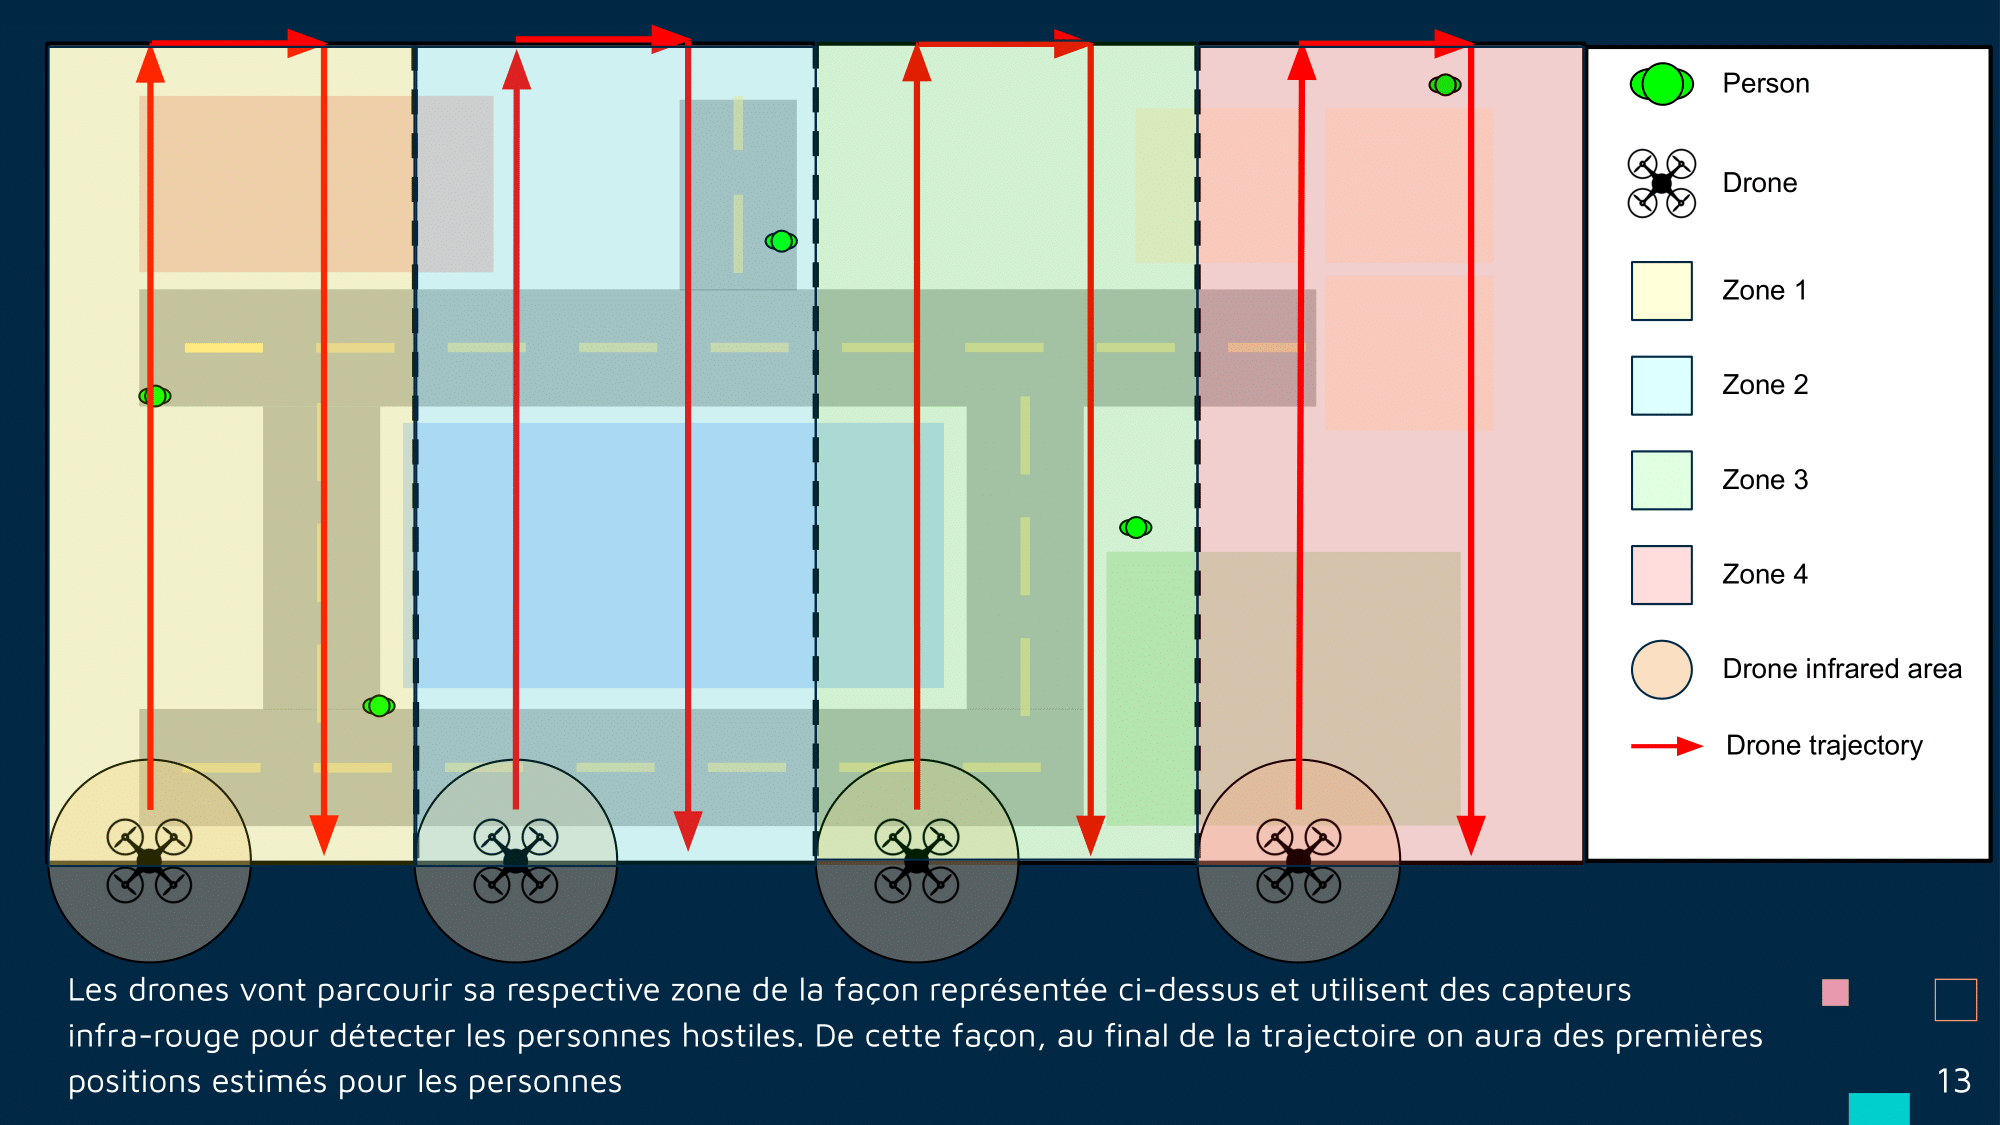 Person
Drone
Zone 1
Zone 2
Zone 3
Zone 4
Drone infrared area
Drone trajectory
Les drones vont parcourir sa respective zone de la façon représentée ci-dessus et utilisent des capteurs
infra-rouge pour détecter les personnes hostiles. De cette façon, au final de la trajectoire on aura des premières
positions estimés pour les personnes
13